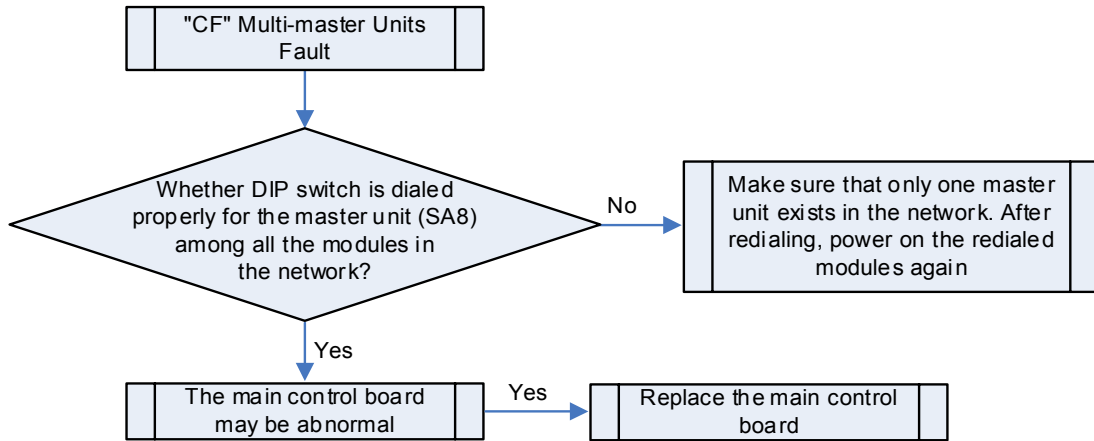 "CF" Multi-master Units
Fault
Whether DIP switch is dialed
properly for the master unit (SA8)
among all the modules in
the network?
No
Make sure that only one master
unit exists in the network. After
redialing, power on the redialed
modules again
Yes
The main control board
may be abnormal
Yes
Replace the main control
board